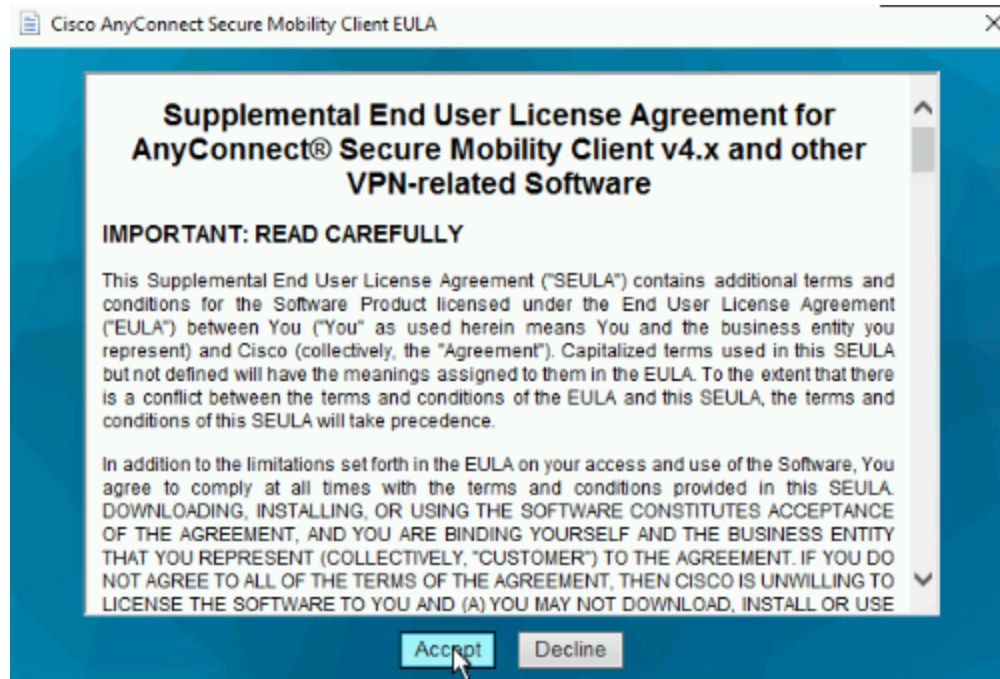 Cisco AnyConnect Secure Mobility Client EULA
Supplemental End User License Agreement for
AnyConnect® Secure Mobility Client v4.x and other
VPN-related Software
IMPORTANT: READ CAREFULLY
This Supplemental End User License Agreement ("SEULA") contains additional terms and
conditions for the Software Product licensed under the End User License Agreement
("EULA") between You ("You" as used herein means You and the business entity you
represent) and Cisco (collectively, the "Agreement"). Capitalized terms used in this SEULA
but not defined will have the meanings assigned to them in the EULA. To the extent that there
is a conflict between the terms and conditions of the EULA and this SEULA, the terms and
conditions of this SEULA will take precedence.
In addition to the limitations set forth in the EULA on your access and use of the Software, You
agree to comply at all times with the terms and conditions provided in this SEULA.
DOWNLOADING, INSTALLING, OR USING THE SOFTWARE CONSTITUTES ACCEPTANCE
OF THE AGREEMENT, AND YOU ARE BINDING YOURSELF AND THE BUSINESS ENTITY
THAT YOU REPRESENT (COLLECTIVELY, "CUSTOMER") TO THE AGREEMENT. IF YOU DO
NOT AGREE TO ALL OF THE TERMS OF THE AGREEMENT, THEN CISCO IS UNWILLING TO
LICENSE THE SOFTWARE TO YOU AND (A) YOU MAY NOT DOWNLOAD, INSTALL OR USE
Accept Decline